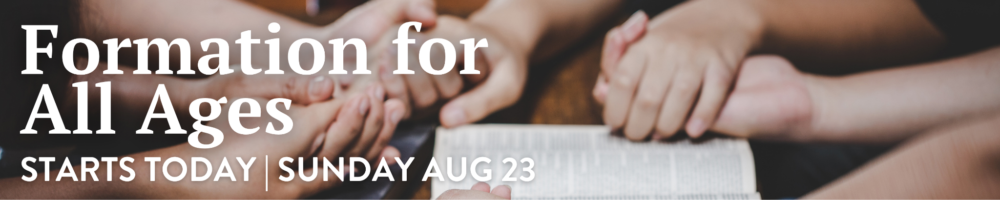 Formation for
All Ages
STARTS TODAY | SUNDAY AUG 23